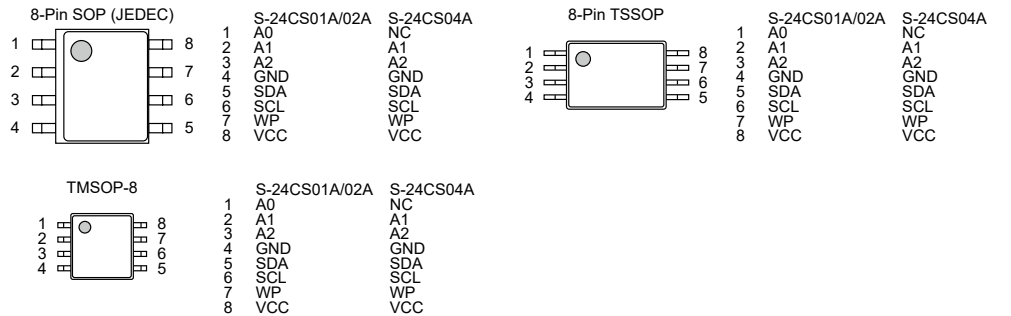 8-Pin SOP (JEDEC)
1 8
2 7
3 6
4 5
S-24CS01A/02A S-24CS04A
1 A0 NC
2 A1 A1
3 A2 A2
4 GND GND
5 SDA SDA
6 SCL SCL
7 WP WP
8 VCC VCC
8-Pin TSSOP
1 8
2 7
3 6
4 5
S-24CS01A/02A S-24CS04A
1 A0 NC
2 A1 A1
3 A2 A2
4 GND GND
5 SDA SDA
6 SCL SCL
7 WP WP
8 VCC VCC
TMSOP-8
1 8
2 7
3 6
4 5
S-24CS01A/02A S-24CS04A
1 A0 NC
2 A1 A1
3 A2 A2
4 GND GND
5 SDA SDA
6 SCL SCL
7 WP WP
8 VCC VCC